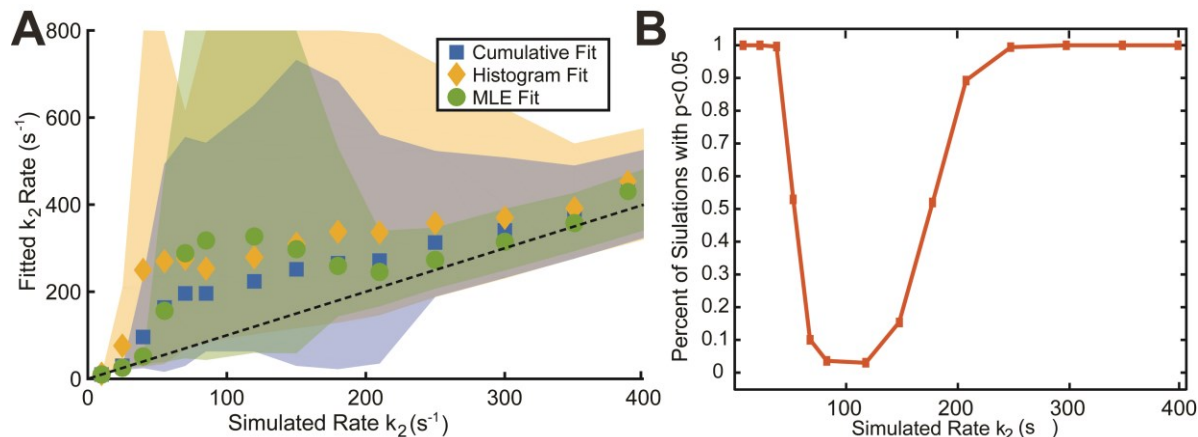 A
800
600
400
200
0
Fitted k2 Rate (s-1)
0 100 200 300 400
Simulated Rate k2 (s-1)
Cumulative Fit
Histogram Fit
MLE Fit
B
1
0.9
0.8
0.7
0.6
0.5
0.4
0.3
0.2
0.1
0
Percent of Siulations with p<0.05
100 200 300 400
Simulated Rate k2 (s )